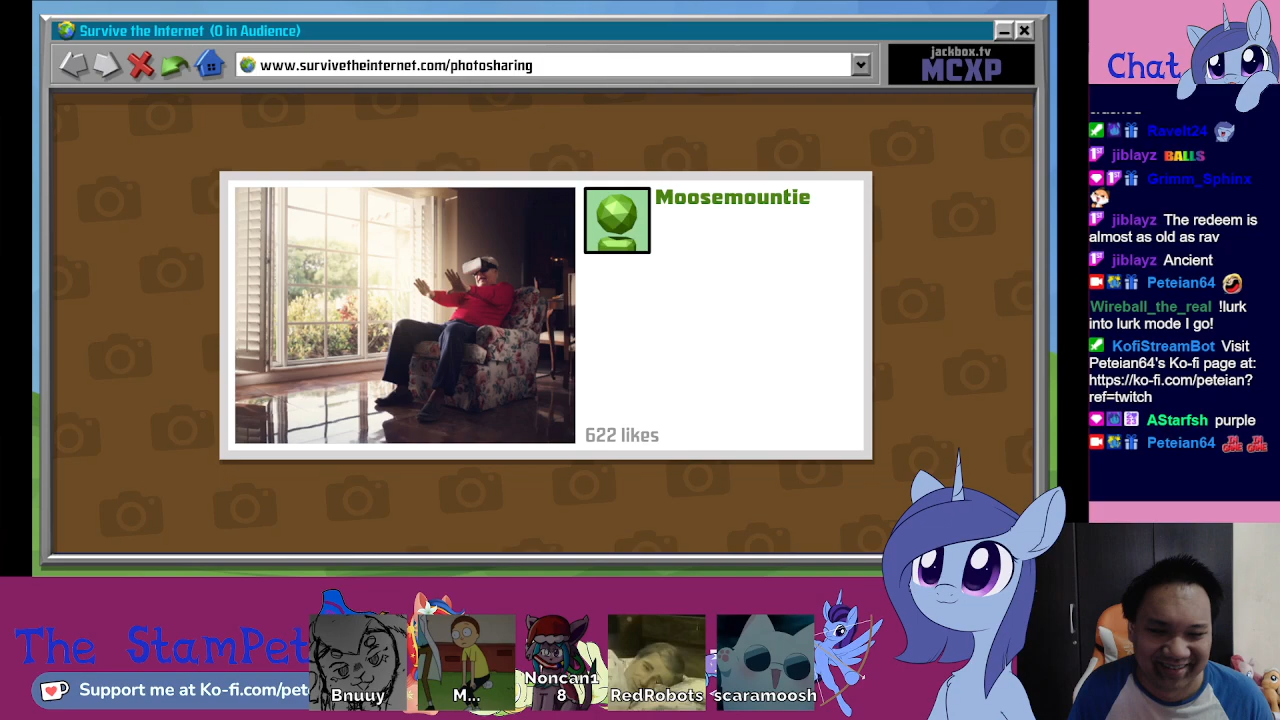 Survive the Internet (0 in Audience)
www.survivetheinternet.com/photosharing
jackbox.tv
MCXP
Moosemountie
622 likes
Chat
RaveIt24
jiblayz BALLS
Grimm_Sphinx
jiblayz The redeem is
almost as old as rav
jiblayz Ancient
Peteian64
Wireball_the_real !lurk
into lurk mode I go!
KofiStreamBot Visit
Peteian64's Ko-fi page at:
https://ko-fi.com/peteian?
ref=twitch
AStarfsh purple
Peteian64
The StamPet
Support me at Ko-fi.com/pet
Bnuuy
M...
Noncan1
8
RedRobots
scaramoosh